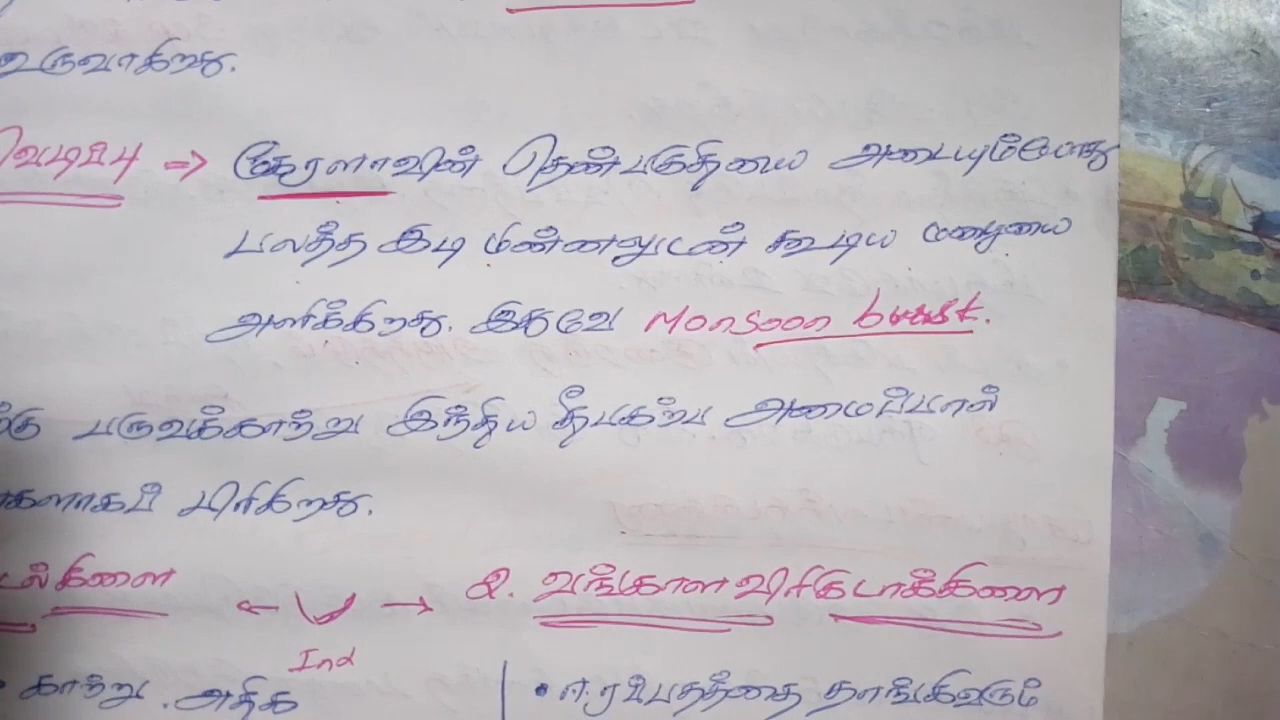 உருவாகிறது.
வெடிப்பு ⇒ கேரளாவின் தென்பகுதியை அடையும்போது
பலத்த இடி மின்னலுடன் கூடிய மழையை
அளிக்கிறது. இதுவே Monsoon burst.
க்கு பருவக்காற்று இந்திய தீபகற்ப அமைப்பால்
களாகப் பிரிகிறது.
டல்கிளை ← → 2. வங்காள விரிகுடாக்கிளை
Ind
• காற்று அதிக
• ஈரப்பதத்தை தாங்கிவரும்